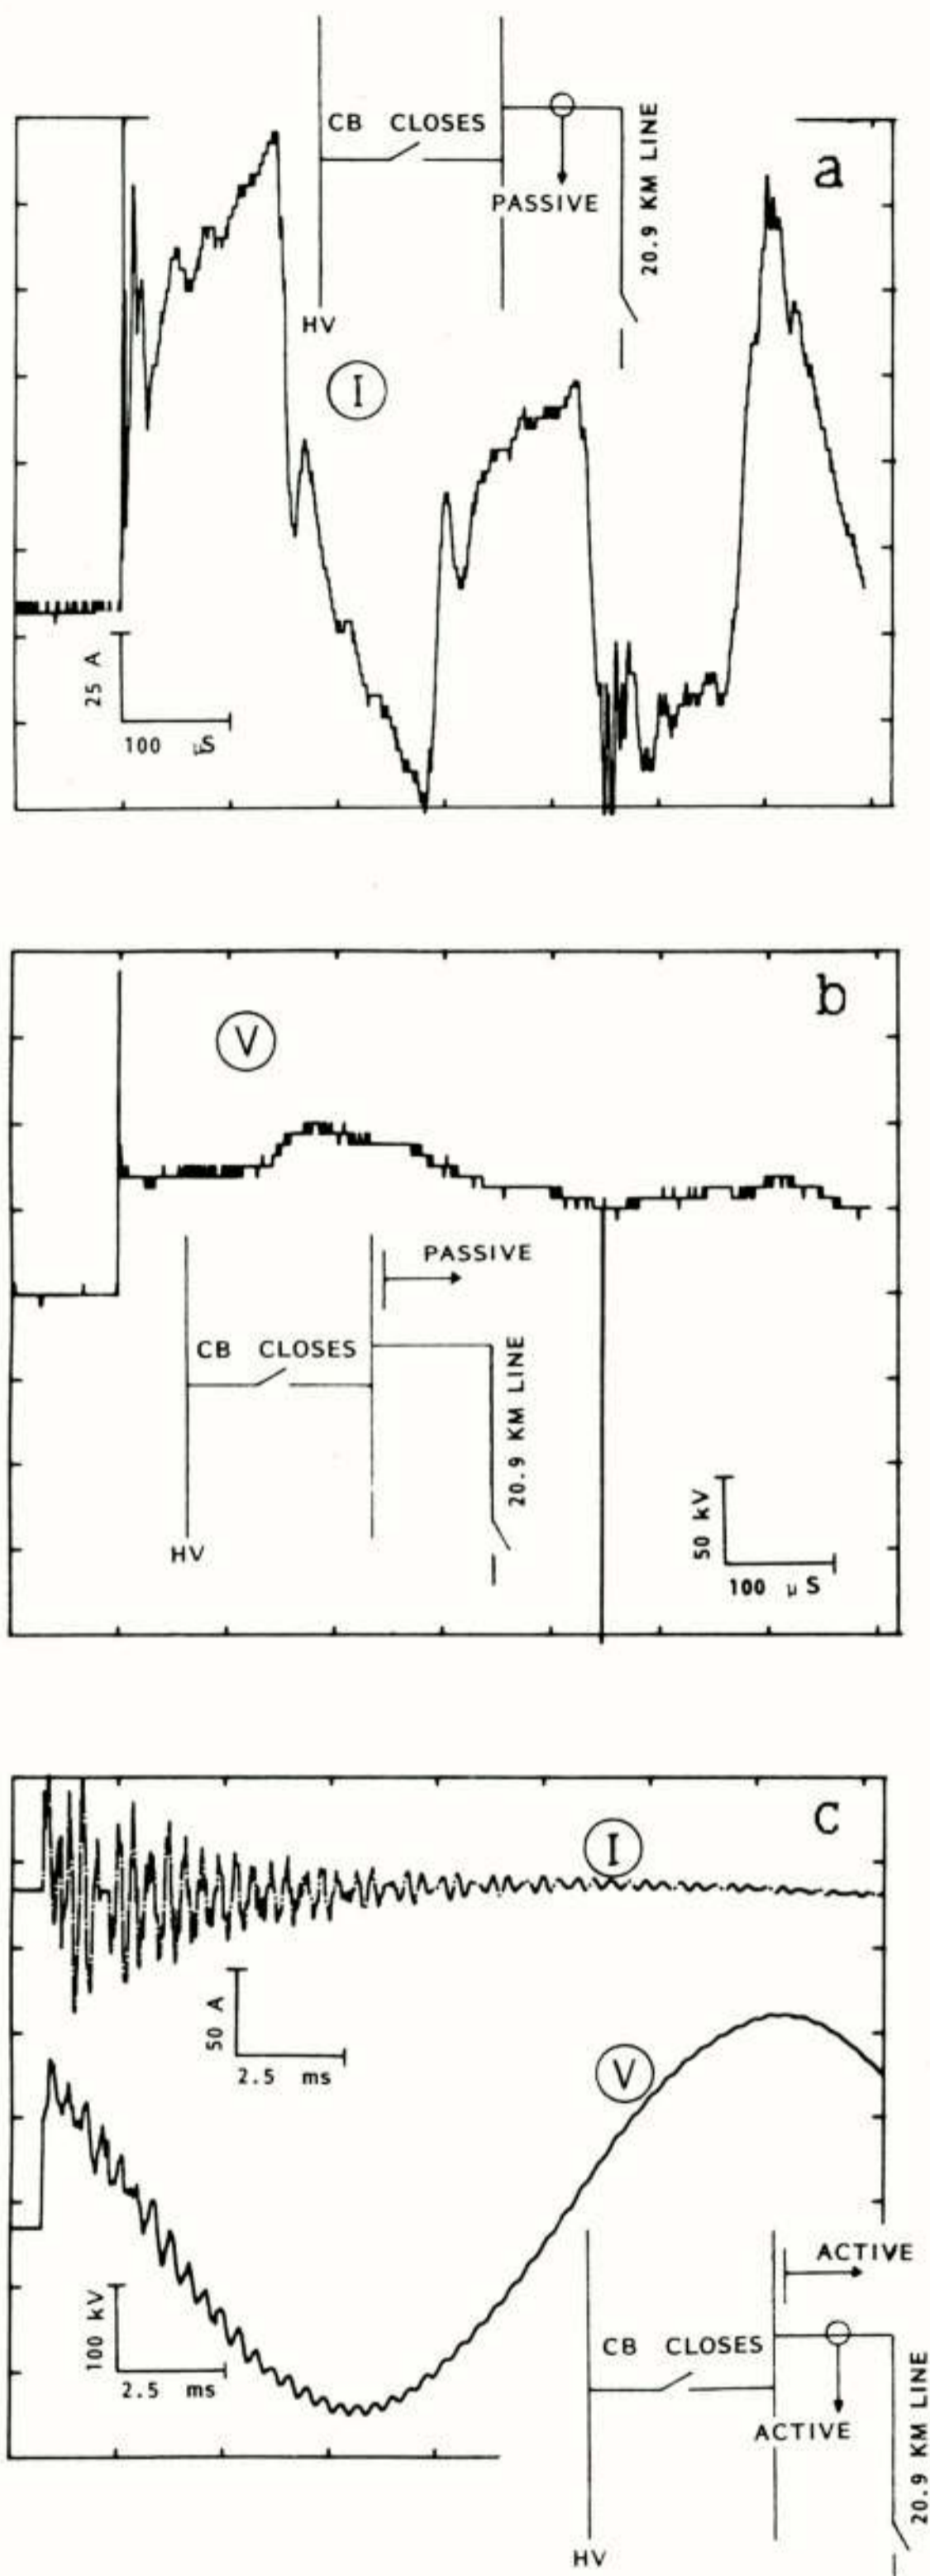 CB CLOSES
a
PASSIVE
20.9 KM LINE
HV
I
25 A
100 μS
b
V
PASSIVE
CB CLOSES
20.9 KM LINE
50 kV
HV
100 μS
C
I
50 A
2.5 ms
V
ACTIVE
100 kV
CB CLOSES
2.5 ms
ACTIVE
20.9 KM LINE
HV